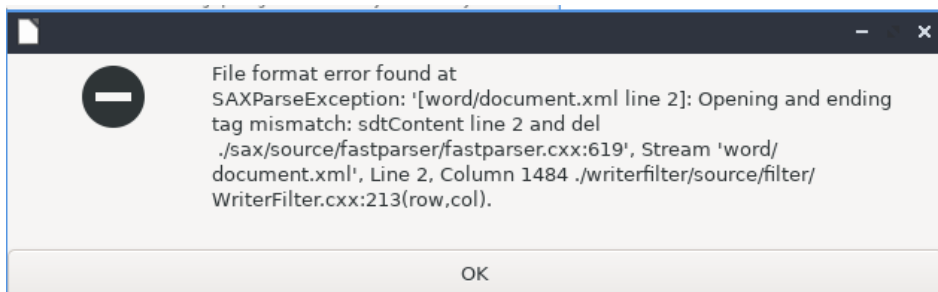 File format error found at
SAXParseException: '[word/document.xml line 2]: Opening and ending
tag mismatch: sdtContent line 2 and del
./sax/source/fastparser/fastparser.cxx:619', Stream 'word/
document.xml', Line 2, Column 1484 ./writerfilter/source/filter/
WriterFilter.cxx:213(row,col).
OK